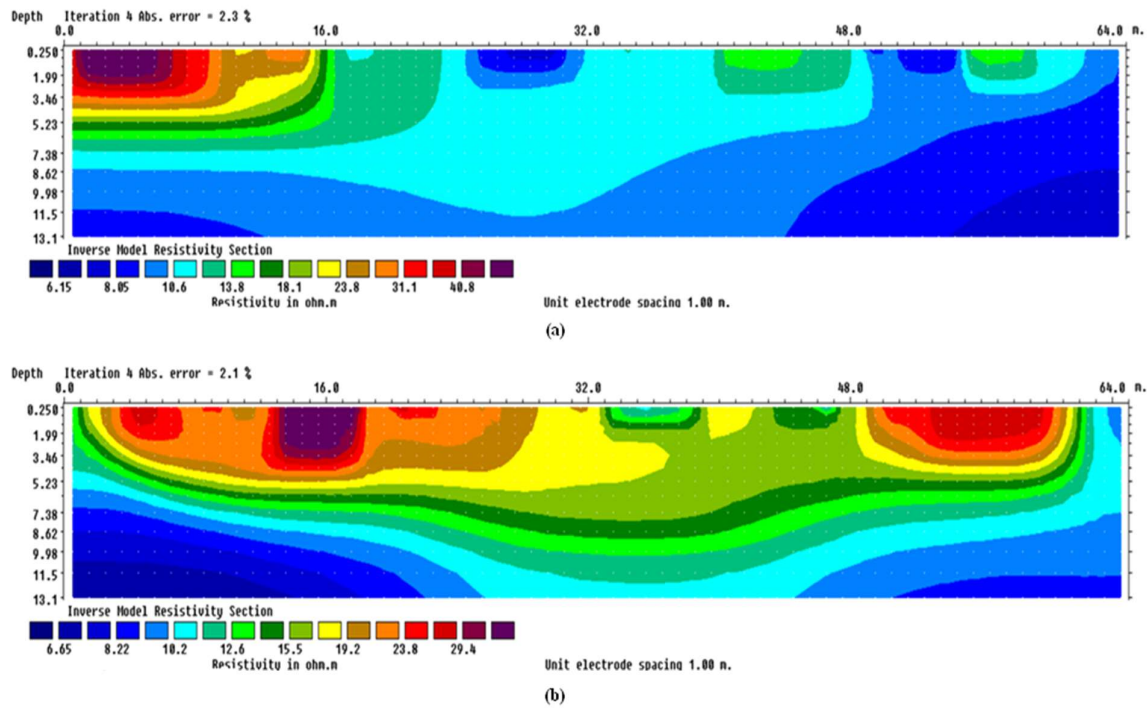 Depth Iteration 4 Abs. error = 2.3 %
0.0 16.0 32.0 48.0 64.0 m.
0.250
1.99
3.46
5.23
7.38
8.62
9.98
11.5
13.1
Inverse Model Resistivity Section
6.15 8.05 10.6 13.8 18.1 23.8 31.1 40.8
Resistivity in ohm.m Unit electrode spacing 1.00 m.
(a)
Depth Iteration 4 Abs. error = 2.1 %
0.0 16.0 32.0 48.0 64.0 m.
0.250
1.99
3.46
5.23
7.38
8.62
9.98
11.5
13.1
Inverse Model Resistivity Section
6.65 8.22 10.2 12.6 15.5 19.2 23.8 29.4
Resistivity in ohm.m Unit electrode spacing 1.00 m.
(b)